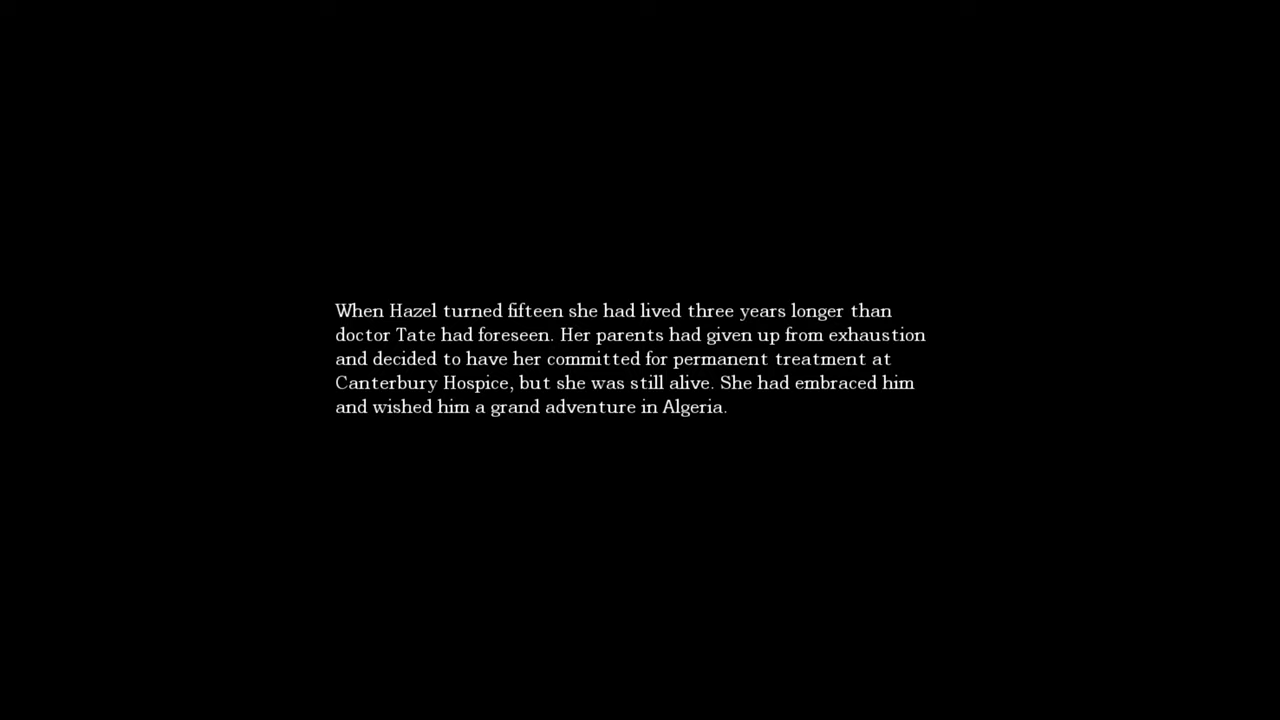 When Hazel turned fifteen she had lived three years longer than
doctor Tate had foreseen. Her parents had given up from exhaustion
and decided to have her committed for permanent treatment at
Canterbury Hospice, but she was still alive. She had embraced him
and wished him a grand adventure in Algeria.